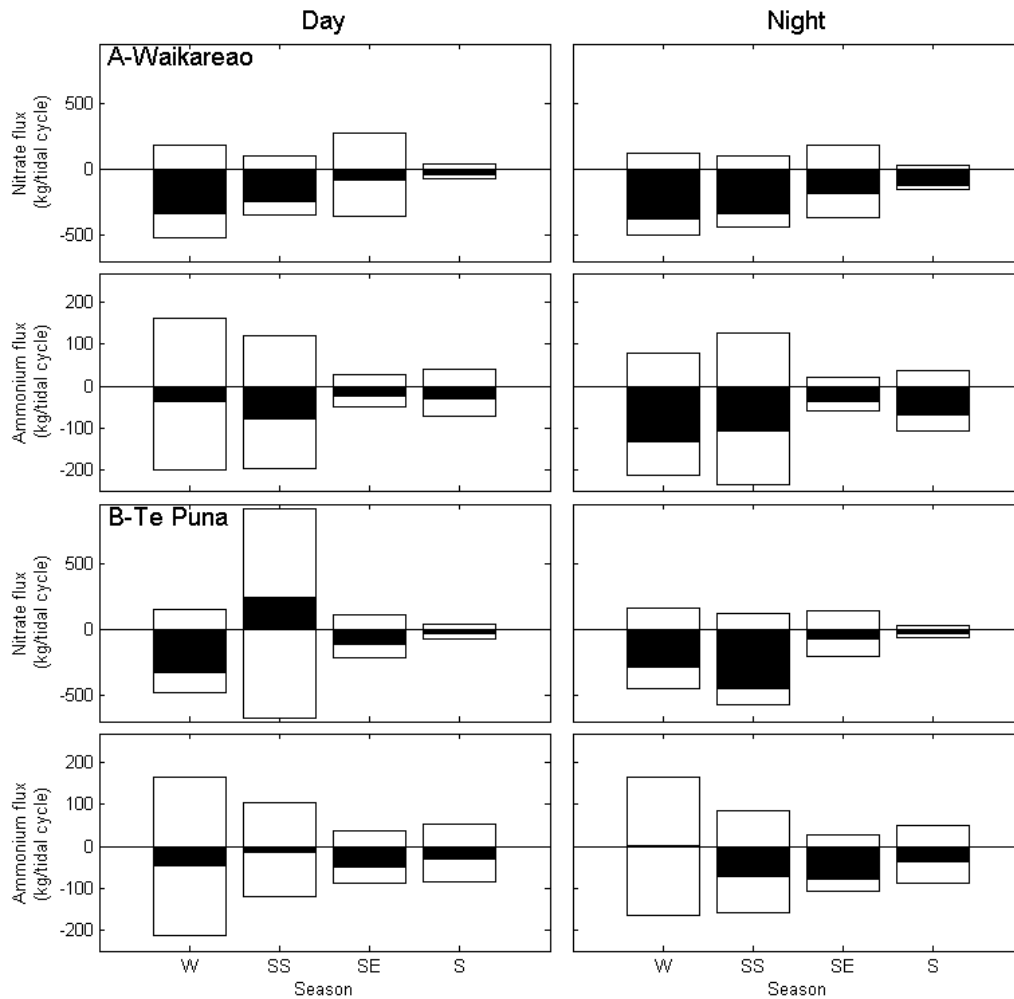 Day
Night
A-Waikareao
Nitrate flux
(kg/tidal cycle)
500
0
-500
Ammonium flux
(kg/tidal cycle)
200
100
0
-100
-200
B-Te Puna
Nitrate flux
(kg/tidal cycle)
500
0
-500
Ammonium flux
(kg/tidal cycle)
200
100
0
-100
-200
W SS SE S
Season
W SS SE S
Season